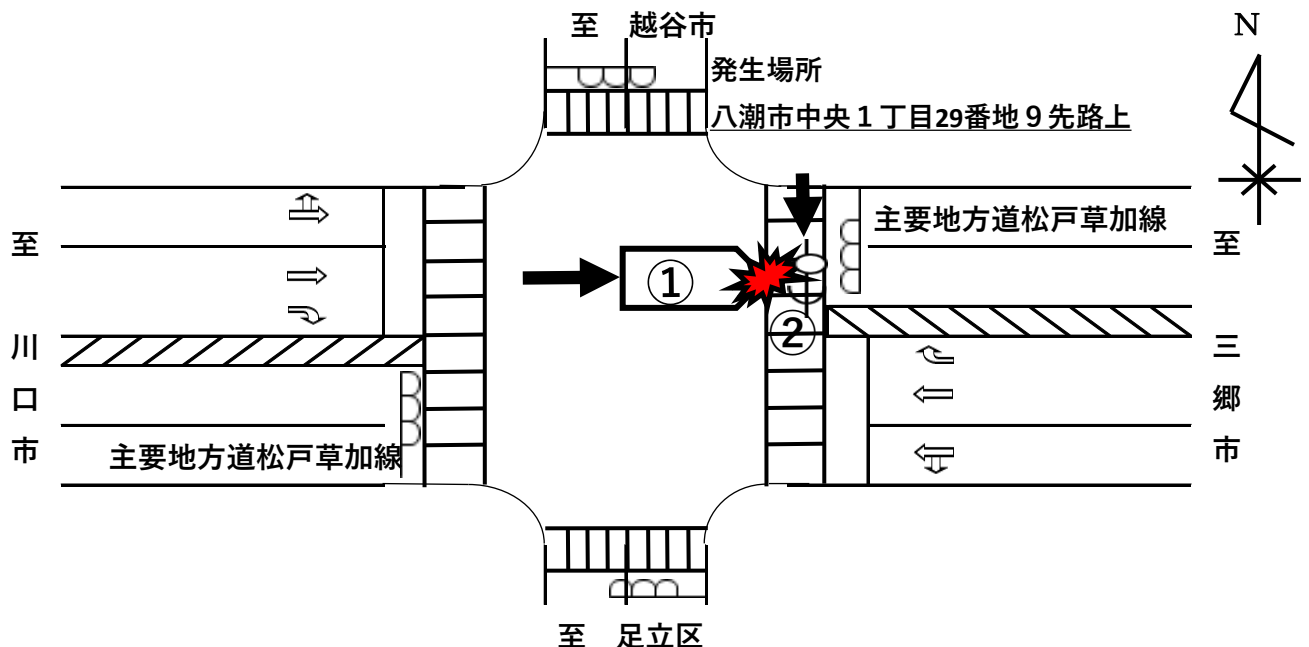 至 越谷市
N
発生場所
八潮市中央１丁目29番地９先路上
主要地方道松戸草加線
至 川口市
至 三郷市
①
②
主要地方道松戸草加線
至 足立区